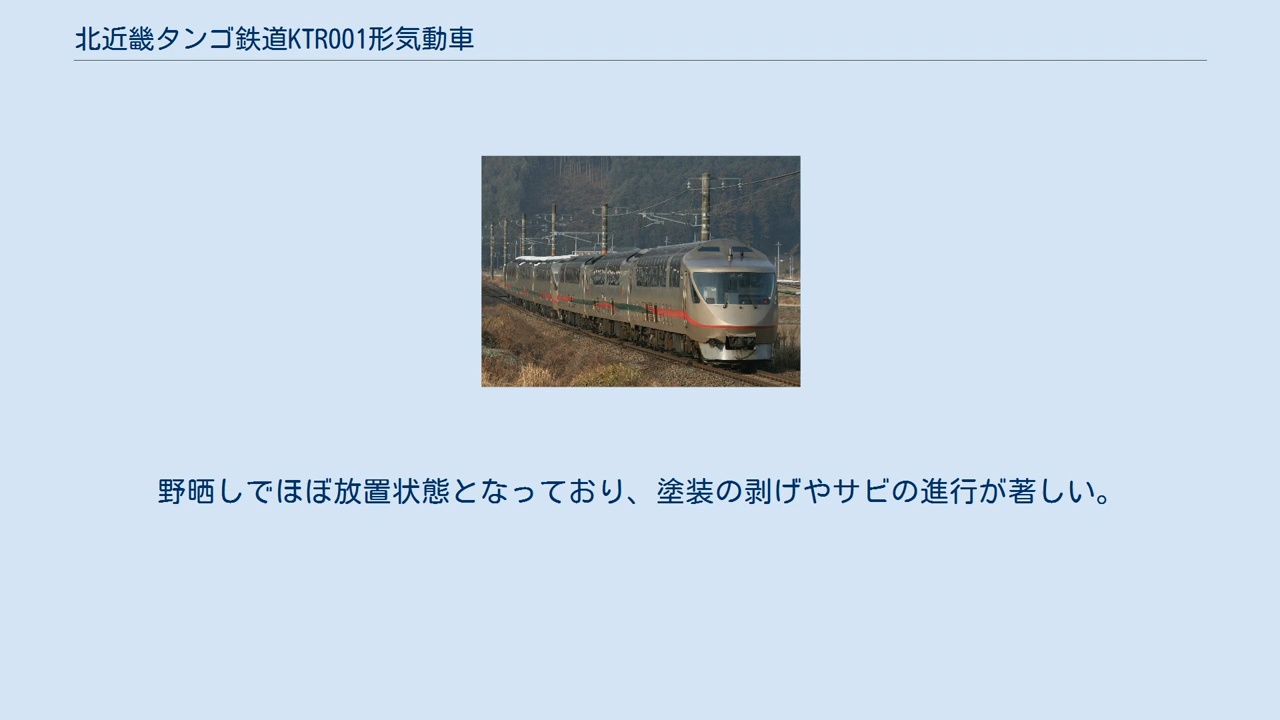 北近畿タンゴ鉄道KTR001形気動車
野晒しでほぼ放置状態となっており、塗装の剥げやサビの進行が著しい。